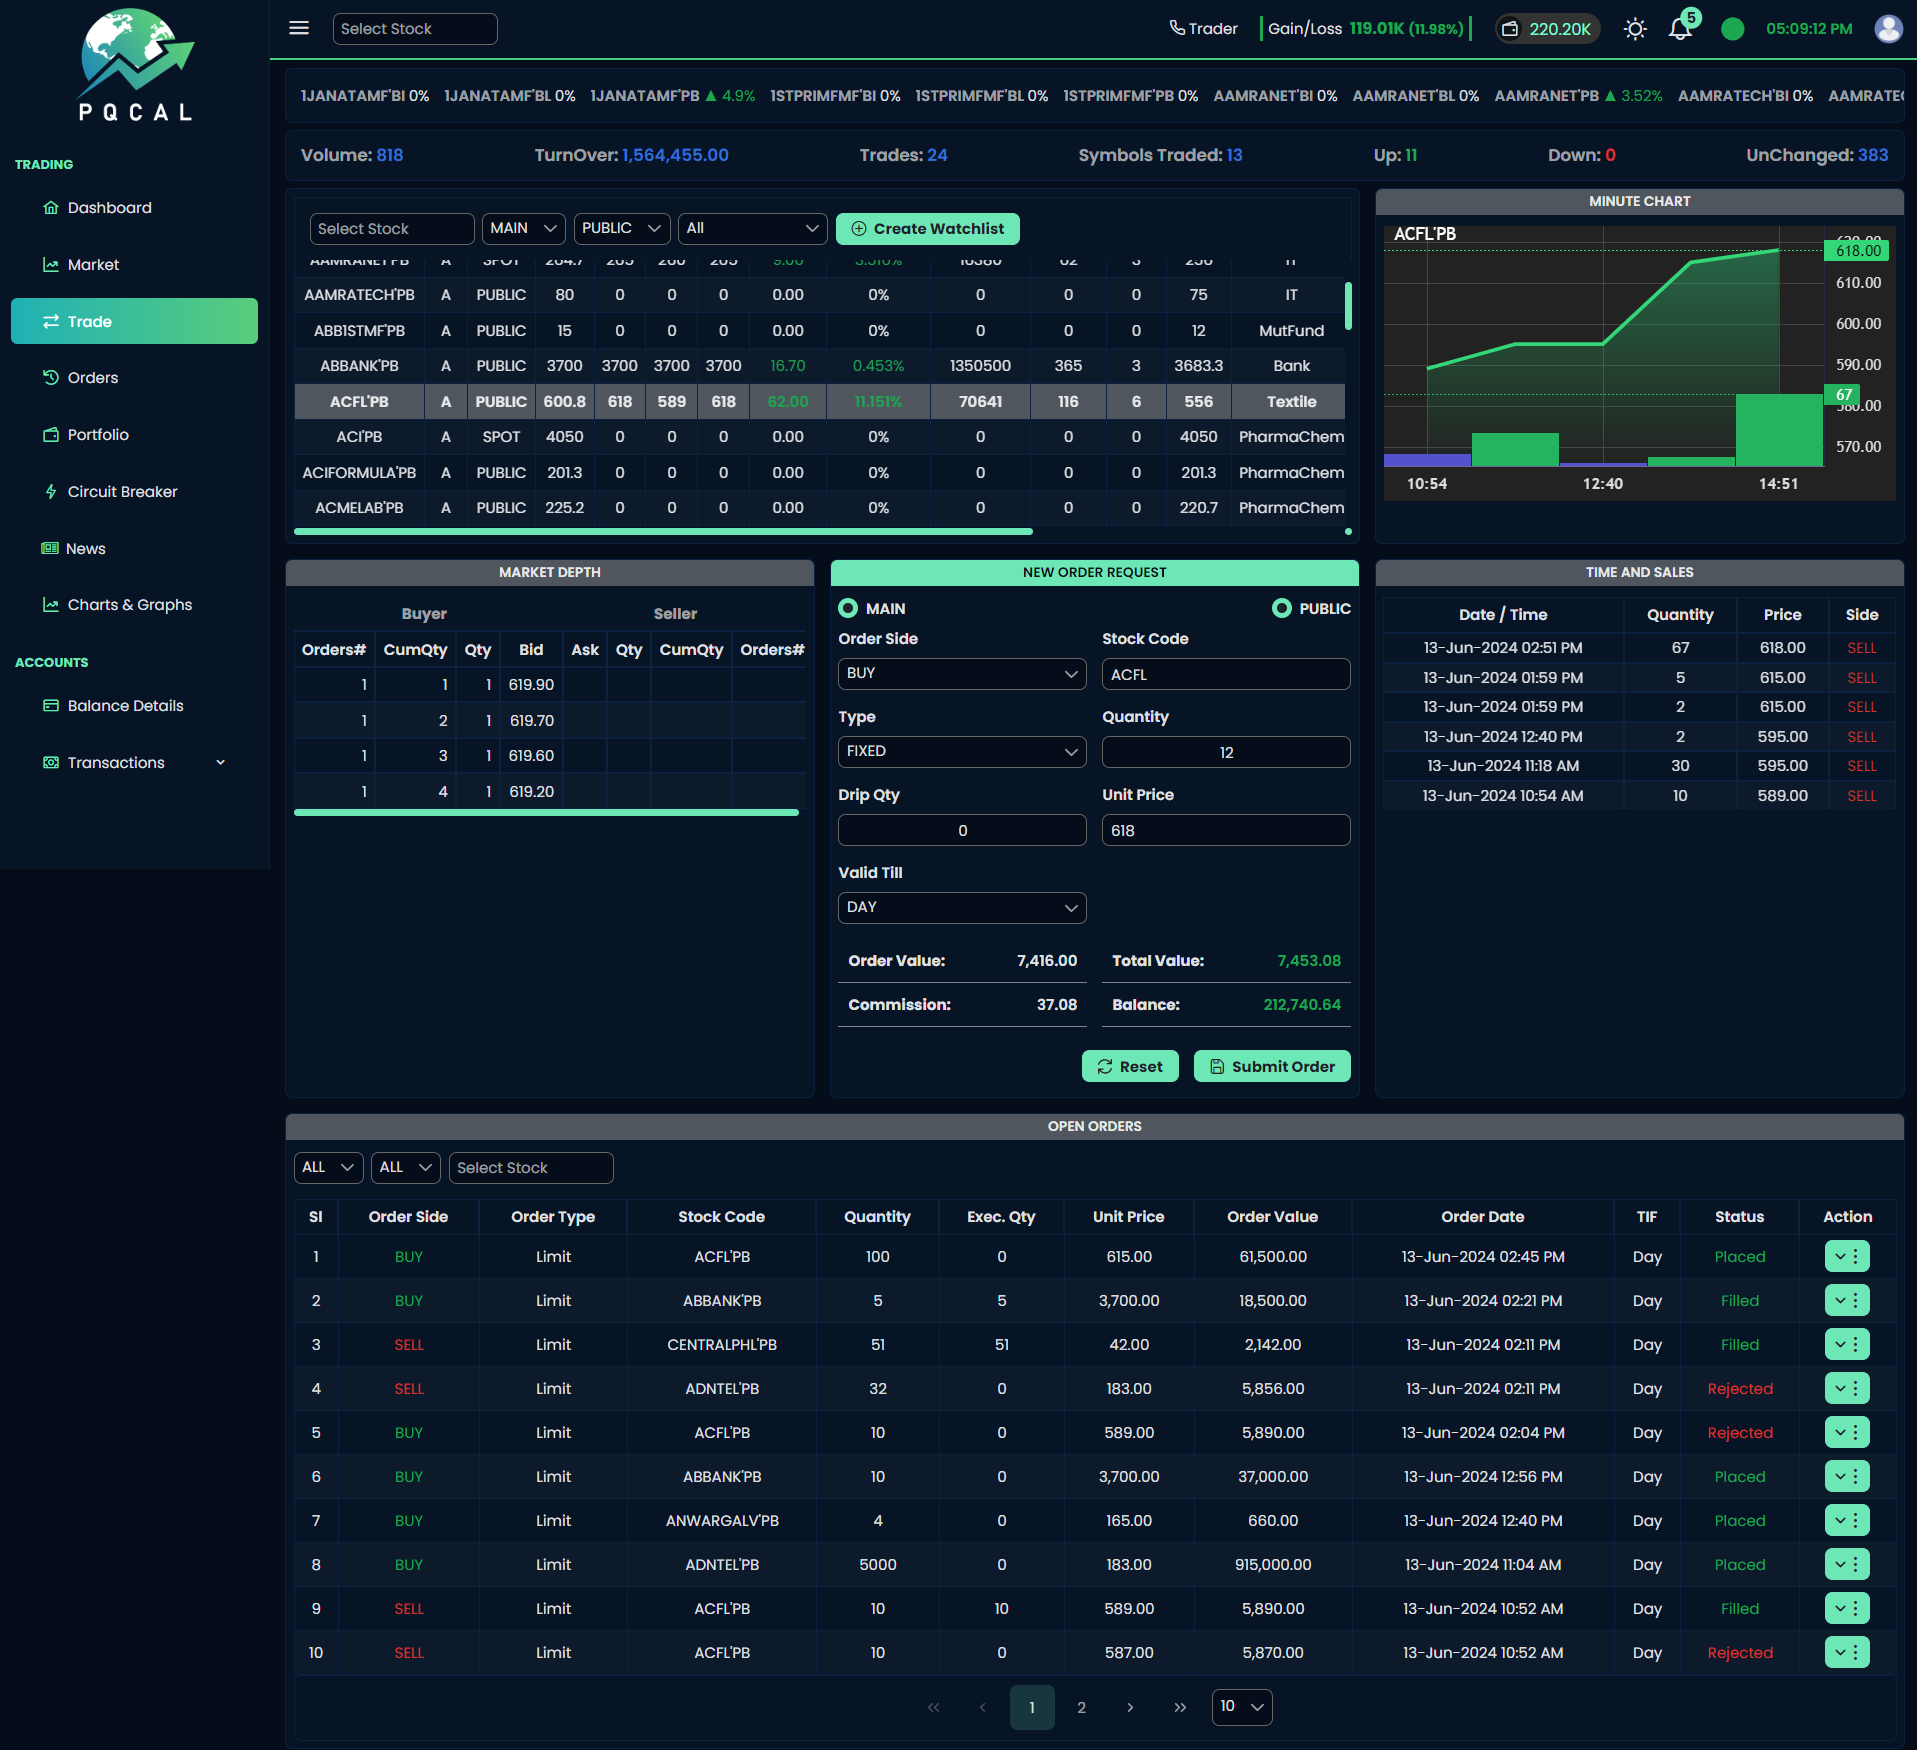 PQCAL
TRADING
Dashboard
Market
Trade
Orders
Portfolio
Circuit Breaker
News
Charts & Graphs
ACCOUNTS
Balance Details
Transactions
Select Stock
Trader
Gain/Loss 119.01K (11.98%)
220.20K
5
05:09:12 PM
1JANATAMF'BI 0% 1JANATAMF'BL 0% 1JANATAMF'PB ▲ 4.9% 1STPRIMFMF'BI 0% 1STPRIMFMF'BL 0% 1STPRIMFMF'PB 0% AAMRANET'BI 0% AAMRANET'BL 0% AAMRANET'PB ▲ 3.52% AAMRATECH'BI 0%
Volume: 818 TurnOver: 1,564,455.00 Trades: 24 Symbols Traded: 13 Up: 11 Down: 0 UnChanged: 383
Select Stock MAIN PUBLIC All Create Watchlist
AAMRATECH'PB A PUBLIC 80 0 0 0 0.00 0% 0 0 0 75 IT
ABB1STMF'PB A PUBLIC 15 0 0 0 0.00 0% 0 0 0 12 MutFund
ABBANK'PB A PUBLIC 3700 3700 3700 3700 16.70 0.453% 1350500 365 3 3683.3 Bank
ACFL'PB A PUBLIC 600.8 618 589 618 62.00 11.151% 70641 116 6 556 Textile
ACI'PB A SPOT 4050 0 0 0 0.00 0% 0 0 0 4050 PharmaChem
ACIFORMULA'PB A PUBLIC 201.3 0 0 0 0.00 0% 0 0 0 201.3 PharmaChem
ACMELAB'PB A PUBLIC 225.2 0 0 0 0.00 0% 0 0 0 220.7 PharmaChem
MINUTE CHART
ACFL'PB
618.00
610.00
600.00
590.00
67
580.00
570.00
10:54 12:40 14:51
MARKET DEPTH
Buyer Seller
Orders# CumQty Qty Bid Ask Qty CumQty Orders#
1 1 1 619.90
1 2 1 619.70
1 3 1 619.60
1 4 1 619.20
NEW ORDER REQUEST
MAIN PUBLIC
Order Side Stock Code
BUY ACFL
Type Quantity
FIXED 12
Drip Qty Unit Price
0 618
Valid Till
DAY
Order Value: 7,416.00 Total Value: 7,453.08
Commission: 37.08 Balance: 212,740.64
Reset Submit Order
TIME AND SALES
Date / Time Quantity Price Side
13-Jun-2024 02:51 PM 67 618.00 SELL
13-Jun-2024 01:59 PM 5 615.00 SELL
13-Jun-2024 01:59 PM 2 615.00 SELL
13-Jun-2024 12:40 PM 2 595.00 SELL
13-Jun-2024 11:18 AM 30 595.00 SELL
13-Jun-2024 10:54 AM 10 589.00 SELL
OPEN ORDERS
ALL ALL Select Stock
Sl Order Side Order Type Stock Code Quantity Exec. Qty Unit Price Order Value Order Date TIF Status Action
1 BUY Limit ACFL'PB 100 0 615.00 61,500.00 13-Jun-2024 02:45 PM Day Placed
2 BUY Limit ABBANK'PB 5 5 3,700.00 18,500.00 13-Jun-2024 02:21 PM Day Filled
3 SELL Limit CENTRALPHL'PB 51 51 42.00 2,142.00 13-Jun-2024 02:11 PM Day Filled
4 SELL Limit ADNTEL'PB 32 0 183.00 5,856.00 13-Jun-2024 02:11 PM Day Rejected
5 BUY Limit ACFL'PB 10 0 589.00 5,890.00 13-Jun-2024 02:04 PM Day Rejected
6 BUY Limit ABBANK'PB 10 0 3,700.00 37,000.00 13-Jun-2024 12:56 PM Day Placed
7 BUY Limit ANWARGALV'PB 4 0 165.00 660.00 13-Jun-2024 12:40 PM Day Placed
8 BUY Limit ADNTEL'PB 5000 0 183.00 915,000.00 13-Jun-2024 11:04 AM Day Placed
9 SELL Limit ACFL'PB 10 10 589.00 5,890.00 13-Jun-2024 10:52 AM Day Filled
10 SELL Limit ACFL'PB 10 0 587.00 5,870.00 13-Jun-2024 10:52 AM Day Rejected
« ‹ 1 2 › » 10